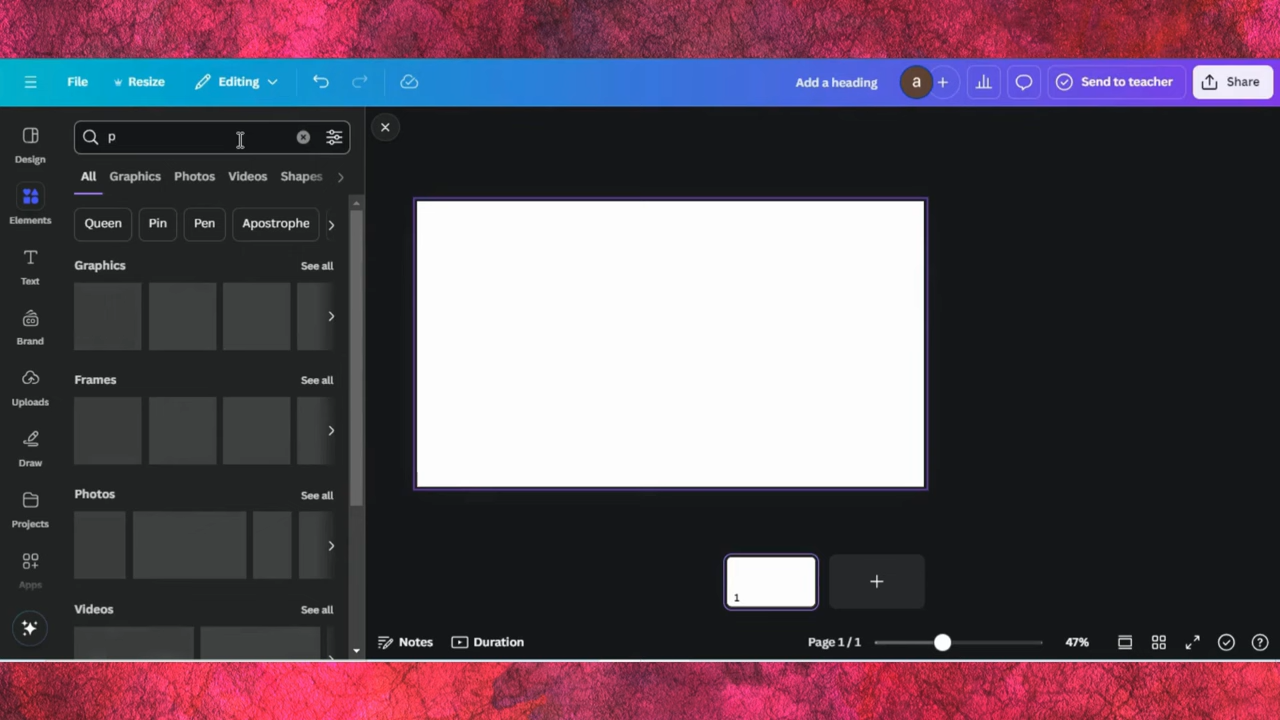 File
Resize
Editing
Add a heading
a
Send to teacher
Share
Design
Elements
Text
Brand
Uploads
Draw
Projects
Apps
p
All Graphics Photos Videos Shapes
Queen Pin Pen Apostrophe
Graphics See all
Frames See all
Photos See all
Videos See all
1
Notes
Duration
Page 1 / 1
47%